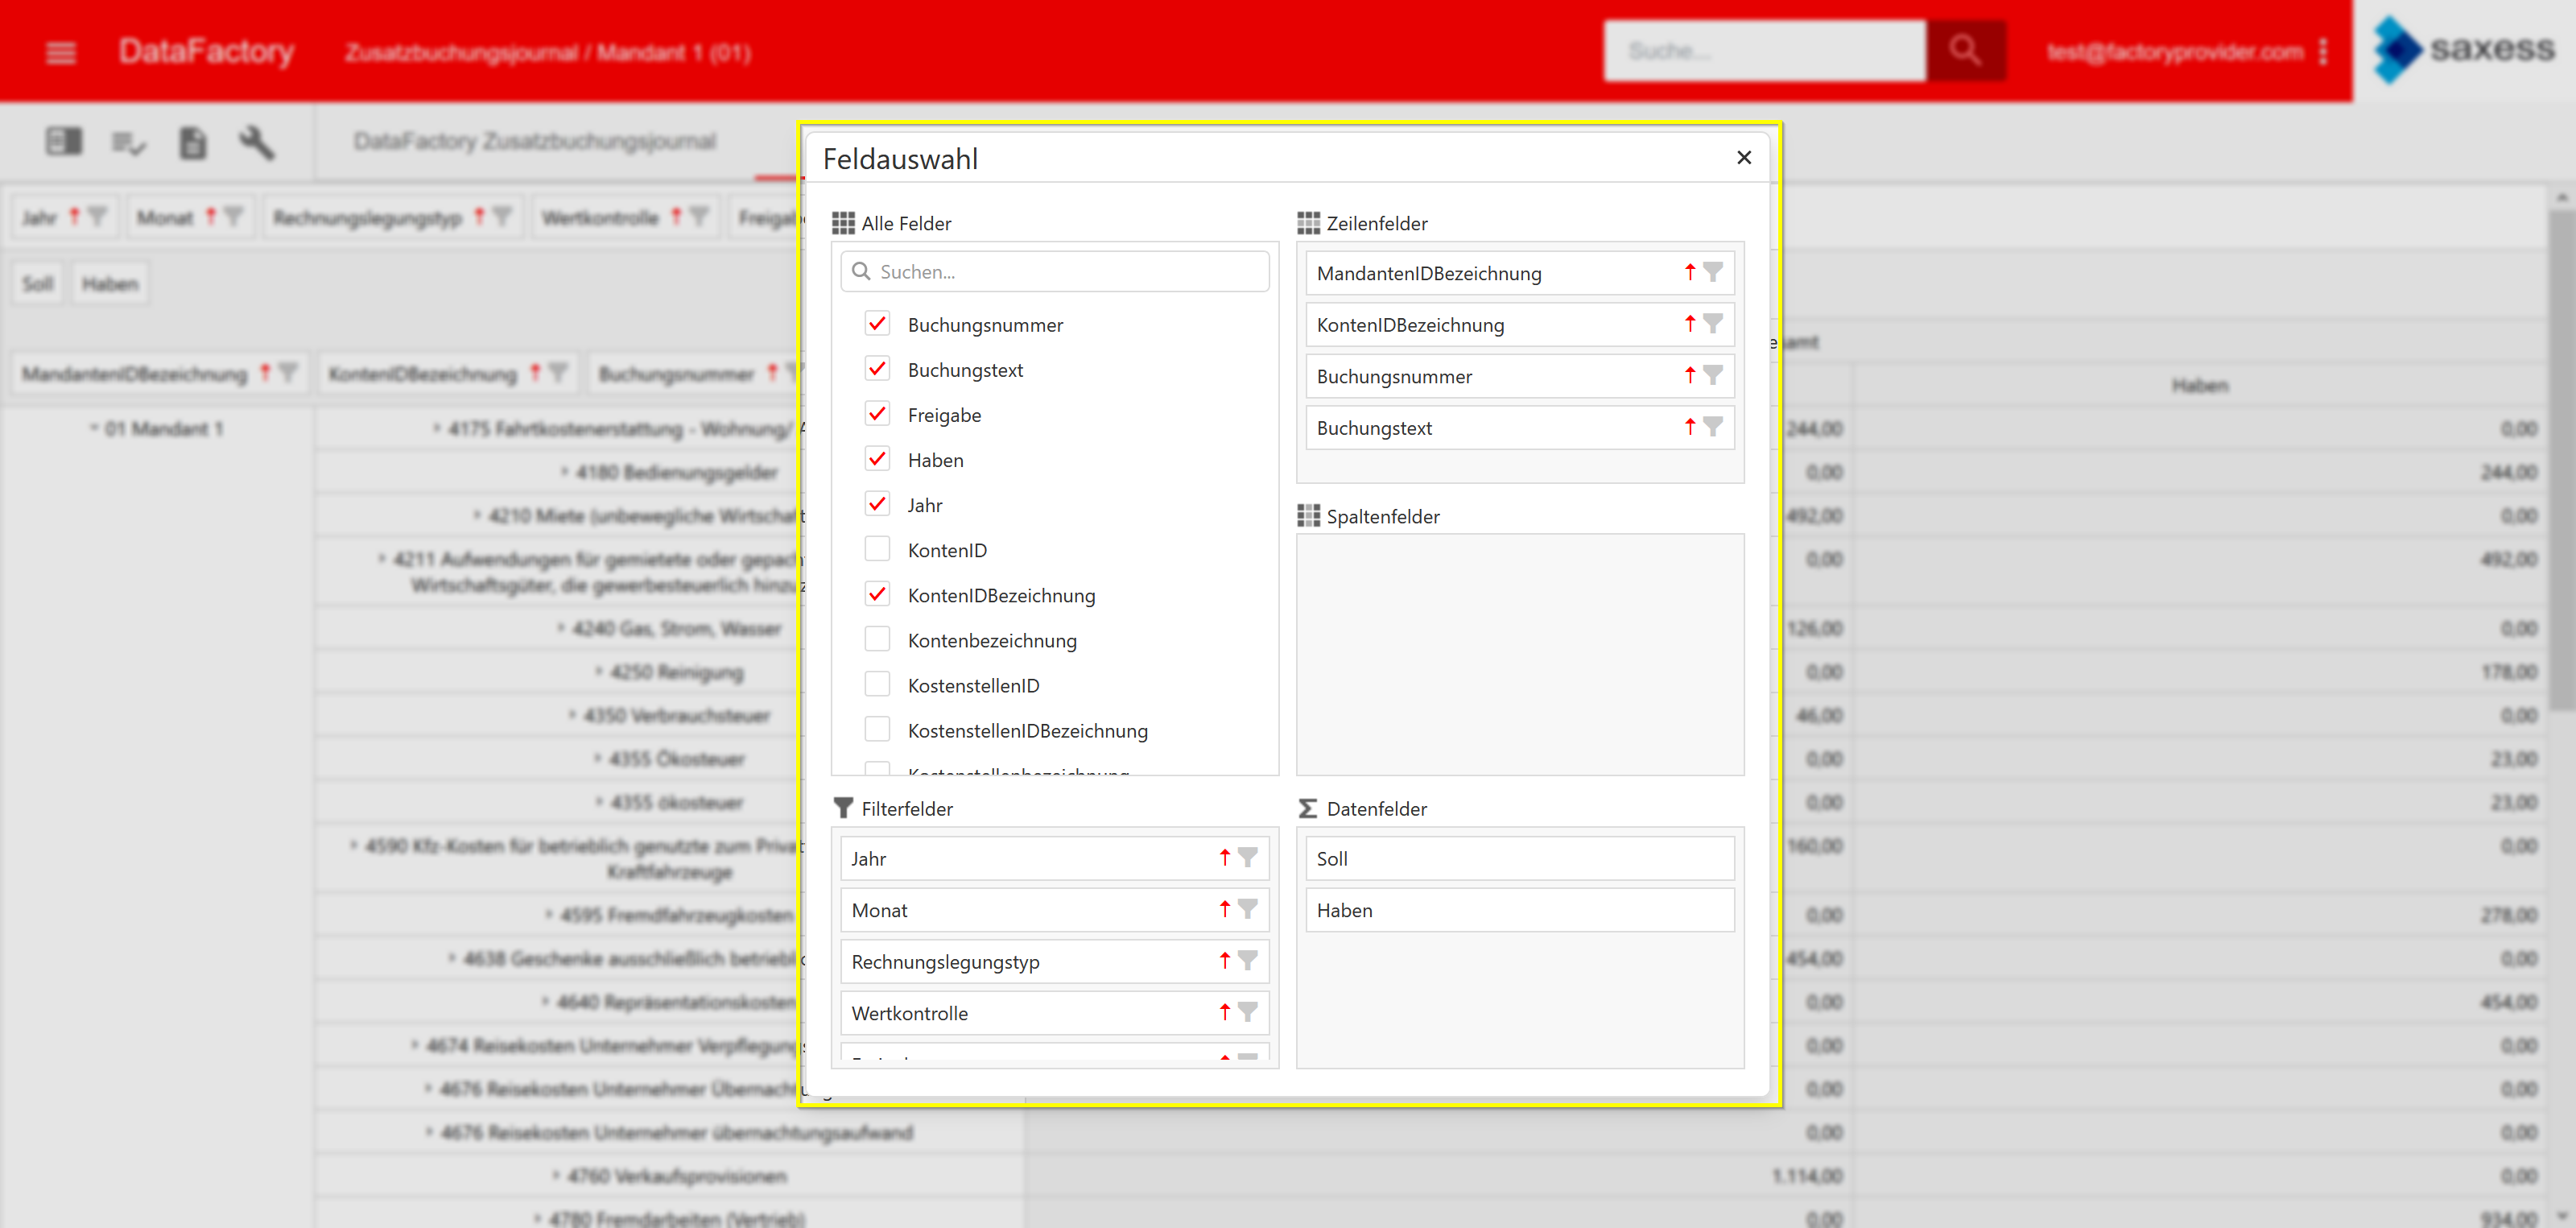 DataFactory
Zusatzbuchungsjournal / Mandant 1 (01)
Suche...
test@factoryprovider.com
saxess
DataFactory Zusatzbuchungsjournal
Jahr
Monat
Rechnungslegungstyp
Wertkontrolle
Soll
Haben
MandantenIDBezeichnung
KontenIDBezeichnung
Buchungsnummer
Haben
01 Mandant 1
4175 Fahrtkostenerstattung - Wohnung/
244,00
0,00
4180 Bedienungsgelder
0,00
244,00
4210 Miete (unbewegliche
492,00
0,00
4211 Aufwendungen für gemietete oder
Wirtschaftsgüter, die gewerbesteuerlich
0,00
492,00
4240 Gas, Strom, Wasser
126,00
0,00
4250 Reinigung
0,00
178,00
4350 Verbrauchsteuer
46,00
0,00
4355 Ökosteuer
0,00
23,00
4355 ökosteuer
0,00
23,00
4590 Kfz-Kosten für betrieblich genutzte zum
Kraftfahrzeuge
160,00
0,00
4595 Fremdfahrzeugkosten
0,00
278,00
4638 Geschenke ausschließlich
454,00
0,00
4640 Repräsentationskosten
0,00
454,00
4674 Reisekosten Unternehmer
0,00
0,00
4676 Reisekosten Unternehmer
0,00
0,00
4676 Reisekosten Unternehmer übernachtungsaufwand
0,00
0,00
4760 Verkaufsprovisionen
1.114,00
0,00
4780 Fremdarbeiten (Vertrieb)
0,00
934,00
Feldauswahl
Alle Felder
Suchen...
Buchungsnummer
Buchungstext
Freigabe
Haben
Jahr
KontenID
KontenIDBezeichnung
Kontenbezeichnung
KostenstellenID
KostenstellenIDBezeichnung
Zeilenfelder
MandantenIDBezeichnung
KontenIDBezeichnung
Buchungsnummer
Buchungstext
Spaltenfelder
Filterfelder
Jahr
Monat
Rechnungslegungstyp
Wertkontrolle
Datenfelder
Soll
Haben